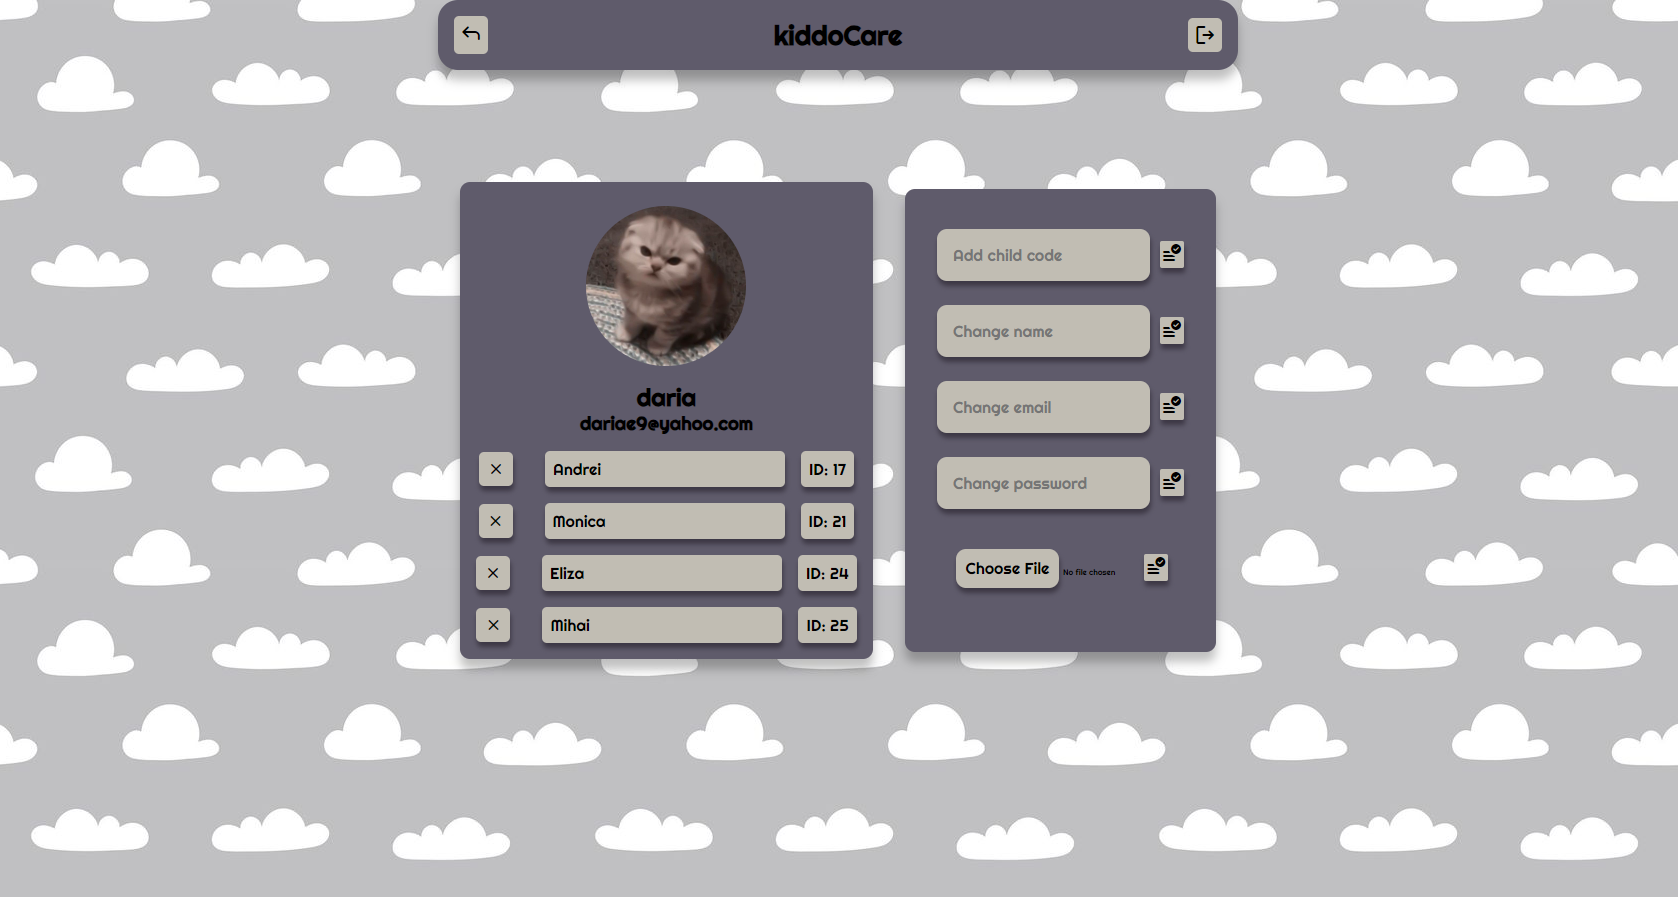 kiddoCare
daria
dariae9@yahoo.com
Andrei ID: 17
Monica ID: 21
Eliza ID: 24
Mihai ID: 25
Add child code
Change name
Change email
Change password
Choose File No file chosen